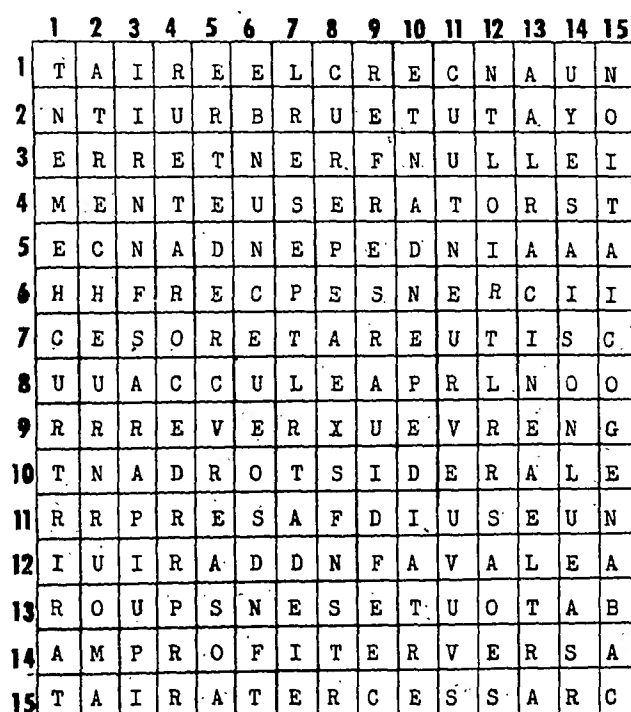 1 2 3 4 5 6 7 8 9 10 11 12 13 14 15
1 T A I R E E L C R E C N A U N
2 N T I U R B R U E T U T A Y O
3 E R R E T N E R F N U L L E I
4 M E N T E U S E R A T O R S T
5 E C N A D N E P E D N I A A A
6 H H F R E C P E S N E R C I I
7 C E S O R E T A R E U T I S C
8 U U A C C U L E A P R L N O O
9 R R R E V E R X U E V R E N G
10 T N A D R O T S I D E R A L E
11 R R P R E S A F D I U S E U N
12 I U I R A D D N F A V A L E A
13 R O U P S N E S E T U O T A B
14 A M P R O F I T E R V E R S A
15 T A I R A T E R C E S S A R C